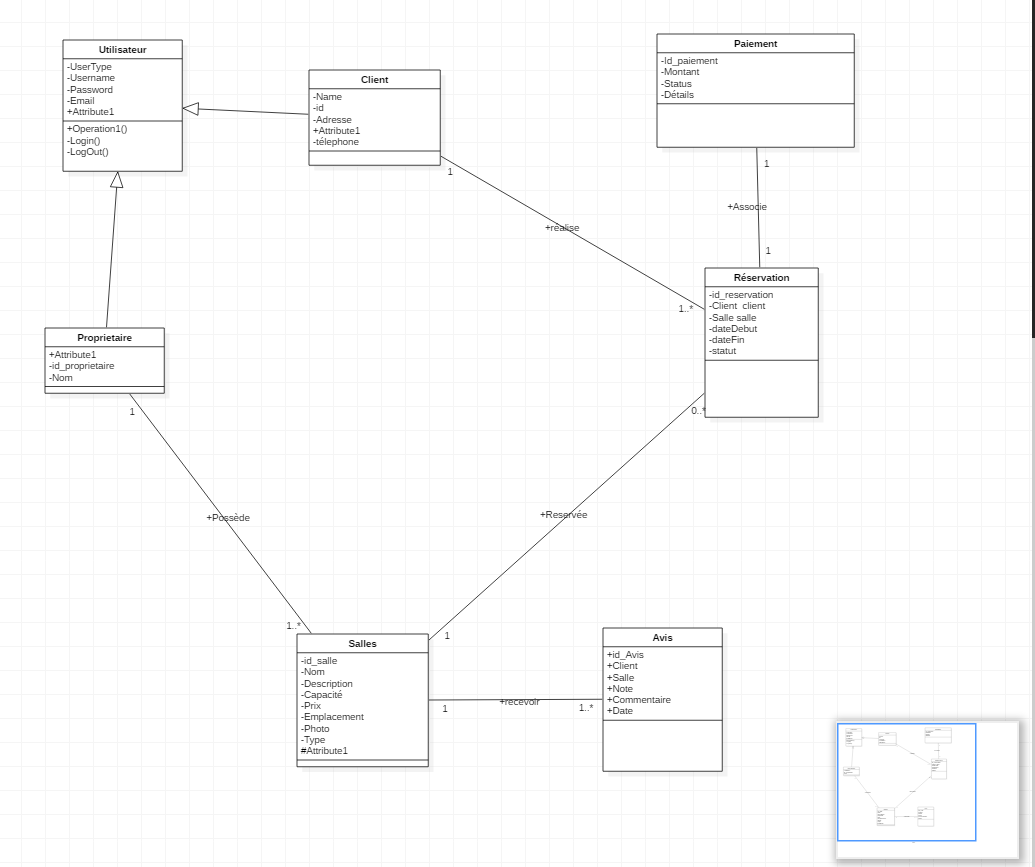 Utilisateur
-UserType
-Username
-Password
-Email
+Attribute1
+Operation1()
-Login()
-LogOut()
Client
-Name
-id
-Adresse
+Attribute1
-télephone
Paiement
-Id_paiement
-Montant
-Status
-Détails
1
+Associe
1
1
+réalise
1..*
Réservation
-id_reservation
-Client client
-Salle salle
-dateDebut
-dateFin
-statut
0..*
Proprietaire
+Attribute1
-id_proprietaire
-Nom
1
+Possède
1..*
+Reservée
1
Salles
-id_salle
-Nom
-Description
-Capacité
-Prix
-Emplacement
-Photo
-Type
#Attribute1
1
+recevoir
1..*
Avis
+id_Avis
+Client
+Salle
+Note
+Commentaire
+Date